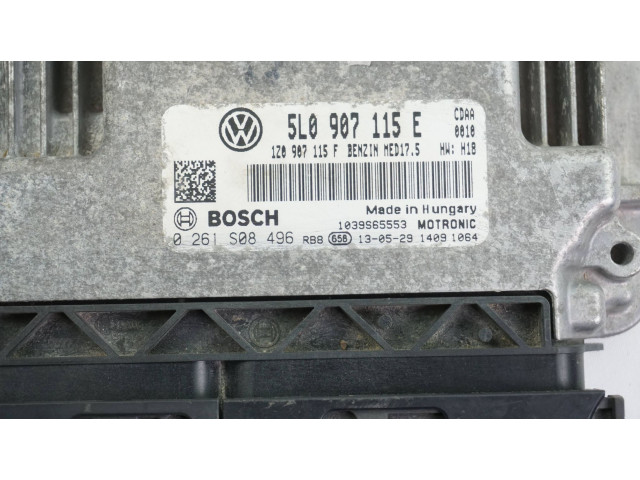 5L0 907 115 E CDAA 0010
1Z0 907 115 F BENZIN MED17.5 HW: H18
BOSCH Made in Hungary
1039S65553 MOTRONIC
0 261 S08 496 RBB 658 13-05-29 1409 1064